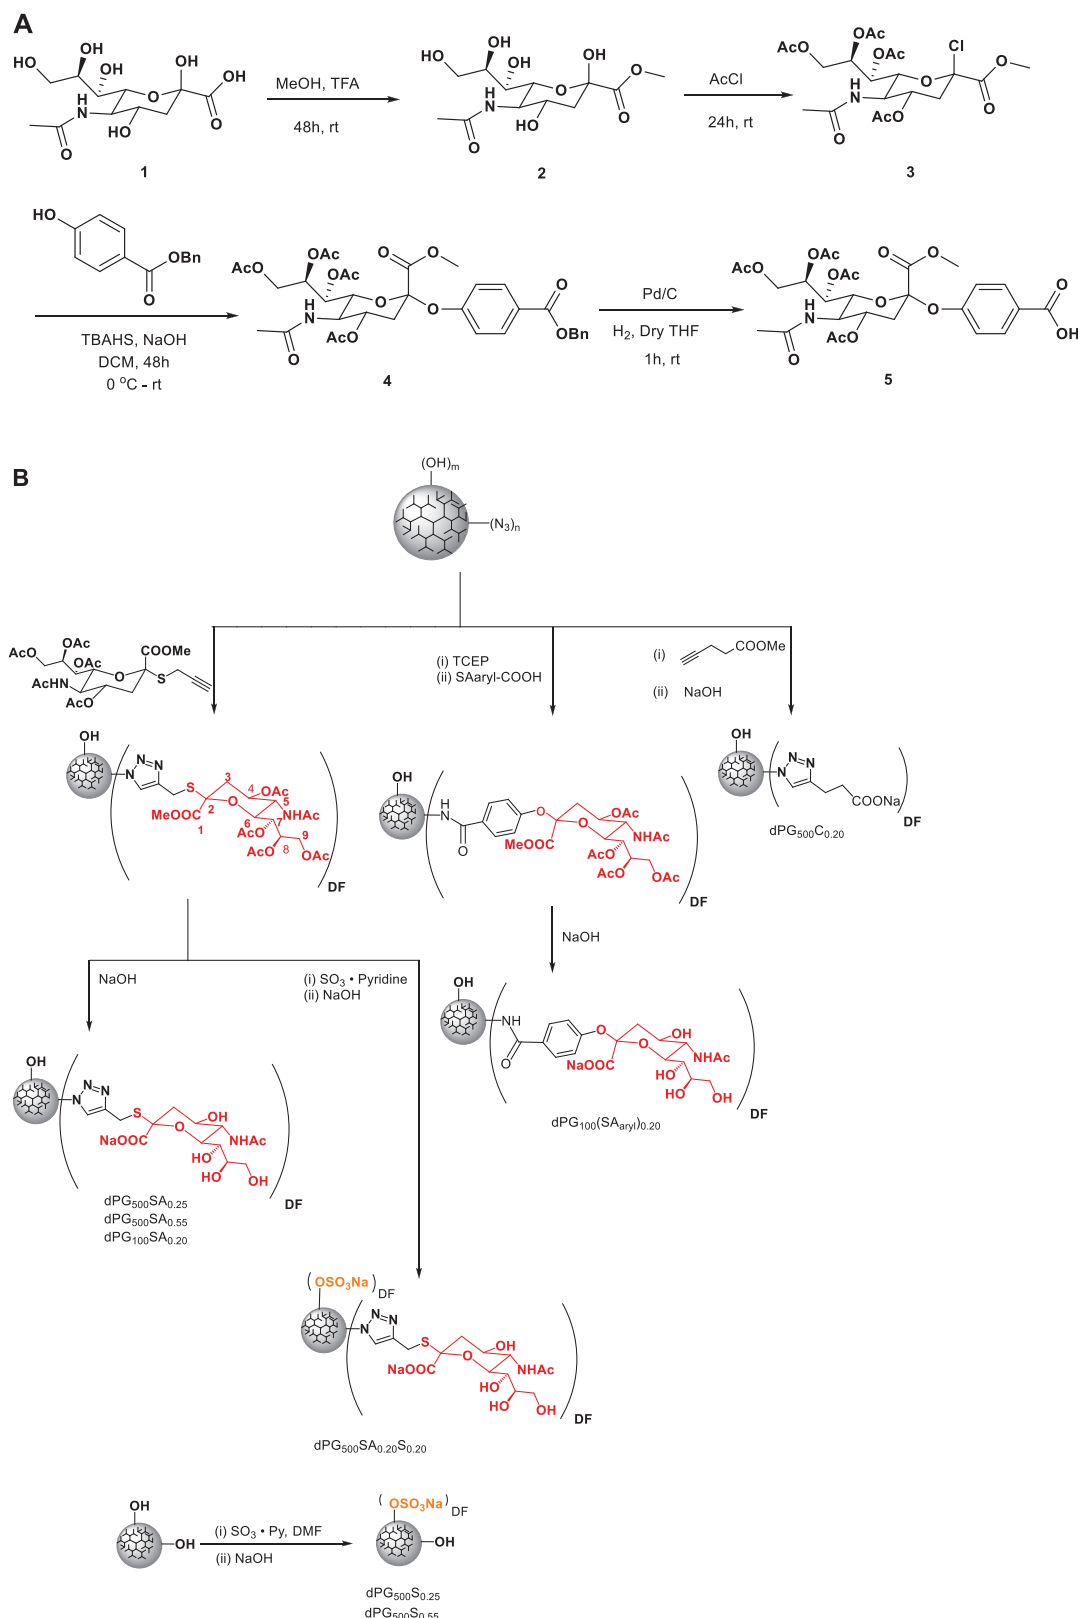 A
OH
OH
HO
OH
OH
OH
O
O
HN
HO
O
1
MeOH, TFA
48h, rt
OH
HO
OH
OH
O
O
O
HN
HO
O
2
AcCl
24h, rt
OAc
AcO
OAc
Cl
O
O
O
HN
AcO
O
3
HO
OBn
O
TBAHS, NaOH
DCM, 48h
0 °C - rt
O
O
OAc
AcO
OAc
O
O
O
HN
AcO
OBn
O
4
Pd/C
H2, Dry THF
1h, rt
O
O
OAc
AcO
OAc
O
O
O
HN
AcO
OH
O
5
B
(OH)m
(N3)n
OAc
COOMe
AcO
OAc
O
S
AcHN
AcO
(i) TCEP
(ii) SAaryl-COOH
(i)
COOMe
(ii) NaOH
OH
N=N
N
S
3
4
OAc
5
NHAc
2
O
MeOOC
1
6
7
AcO
9
8
AcO
OAc
DF
OH
NH
O
O
OAc
O
NHAc
MeOOC
AcO
AcO
OAc
DF
OH
N=N
N
COONa
DF
dPG500C0.20
NaOH
(i) SO3 • Pyridine
(ii) NaOH
NaOH
OH
NH
O
O
OH
O
NHAc
NaOOC
HO
OH
OH
DF
dPG100(SAaryl)0.20
OH
N=N
N
S
OH
O
NHAc
NaOOC
HO
HO
OH
DF
dPG500SA0.25
dPG500SA0.55
dPG100SA0.20
(OSO3Na)DF
N=N
N
S
OH
O
NHAc
NaOOC
HO
HO
OH
DF
dPG500SA0.20S0.20
OH
OH
(i) SO3 • Py, DMF
(ii) NaOH
(OSO3Na)DF
OH
dPG500S0.25
dPG500S0.55